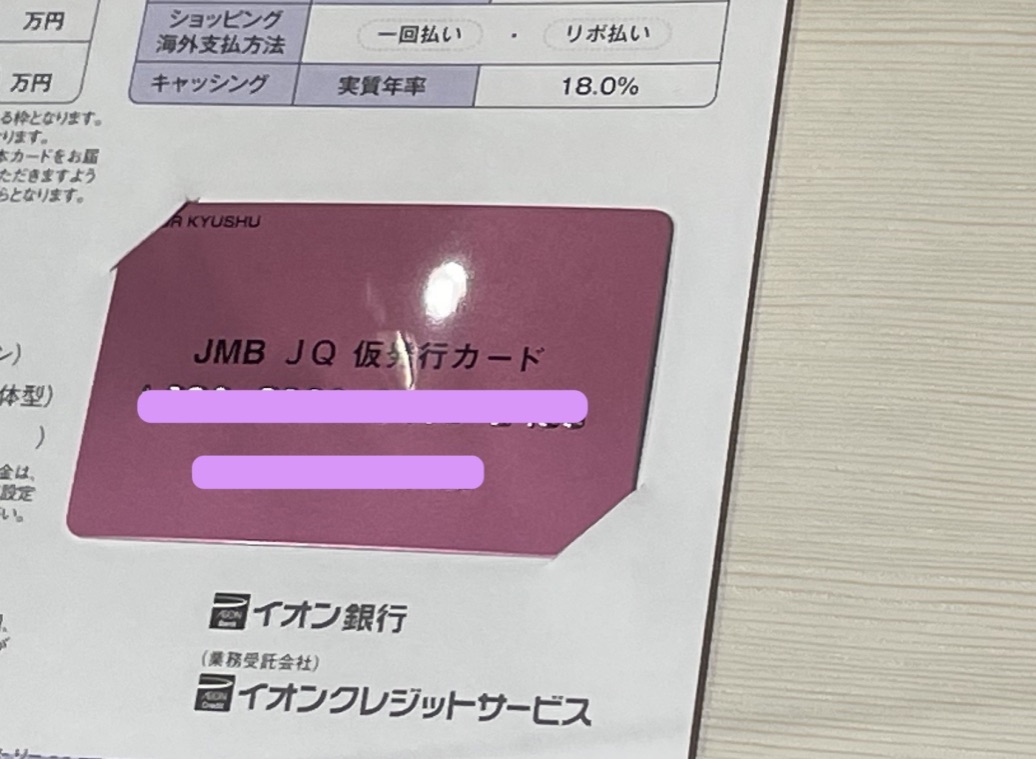 万円
ショッピング
海外支払方法
一回払い ・ リボ払い
万円
キャッシング 実質年率 18.0%
る枠となります。
ります。
本カードをお届
ただきますよう
らとなります。
JR KYUSHU
JMB JQ 仮発行カード
ン)
体型)
)
金は、
設定
い。
AEON Bank イオン銀行
(業務受託会社)
AEON Credit イオンクレジットサービス